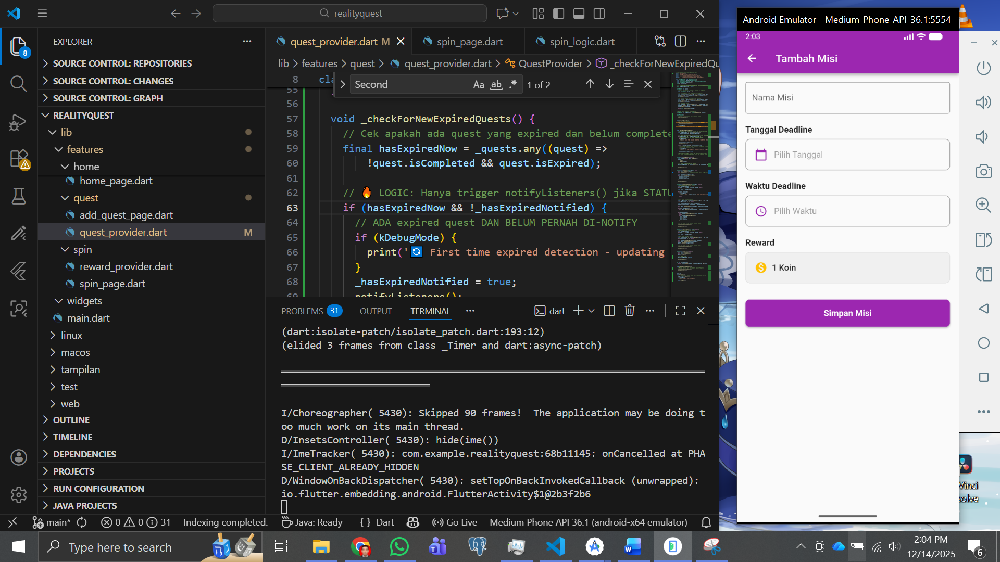 realityquest
EXPLORER
8
SOURCE CONTROL: REPOSITORIES
SOURCE CONTROL: CHANGES
SOURCE CONTROL: GRAPH
REALITYQUEST
lib
features
home
home_page.dart
quest
add_quest_page.dart
quest_provider.dart M
spin
reward_provider.dart
spin_page.dart
widgets
main.dart
linux
macos
tampilan
test
web
OUTLINE
TIMELINE
DEPENDENCIES
PROJECTS
RUN CONFIGURATION
JAVA PROJECTS
quest_provider.dart M
spin_page.dart
spin_logic.dart
lib > features > quest > quest_provider.dart > QuestProvider > _checkForNewExpiredQu
Second Aa ab .* 1 of 2
8 cla
55
56
57 void _checkForNewExpiredQuests() {
58 // Cek apakah ada quest yang expired dan belum complete
59 final hasExpiredNow = _quests.any((quest) =>
60 !quest.isCompleted && quest.isExpired);
61
62 // 🔥 LOGIC: Hanya trigger notifyListeners() jika STATU
63 if (hasExpiredNow && !_hasExpiredNotified) {
64 // ADA expired quest DAN BELUM PERNAH DI-NOTIFY
65 if (kDebugMode) {
66 print('🔄 First time expired detection - updating
67 }
68 _hasExpiredNotified = true;
69 notifyListeners();
PROBLEMS 31 OUTPUT TERMINAL
dart
(dart:isolate-patch/isolate_patch.dart:193:12)
(elided 3 frames from class _Timer and dart:async-patch)
I/Choreographer( 5430): Skipped 90 frames!  The application may be doing t
oo much work on its main thread.
D/InsetsController( 5430): hide(ime())
I/ImeTracker( 5430): com.example.realityquest:68b11145: onCancelled at PHA
SE_CLIENT_ALREADY_HIDDEN
D/WindowOnBackDispatcher( 5430): setTopOnBackInvokedCallback (unwrapped):
io.flutter.embedding.android.FlutterActivity$1@2b3f2b6
main* 0 0 31 Indexing completed. Java: Ready { } Dart Go Live Medium Phone API 36.1 (android-x64 emulator)
Android Emulator - Medium_Phone_API_36.1:5554
2:03
Tambah Misi
Nama Misi
Tanggal Deadline
Pilih Tanggal
Waktu Deadline
Pilih Waktu
Reward
1 Koin
Simpan Misi
Vinci
solve
Type here to search
2:04 PM
12/14/2025
6